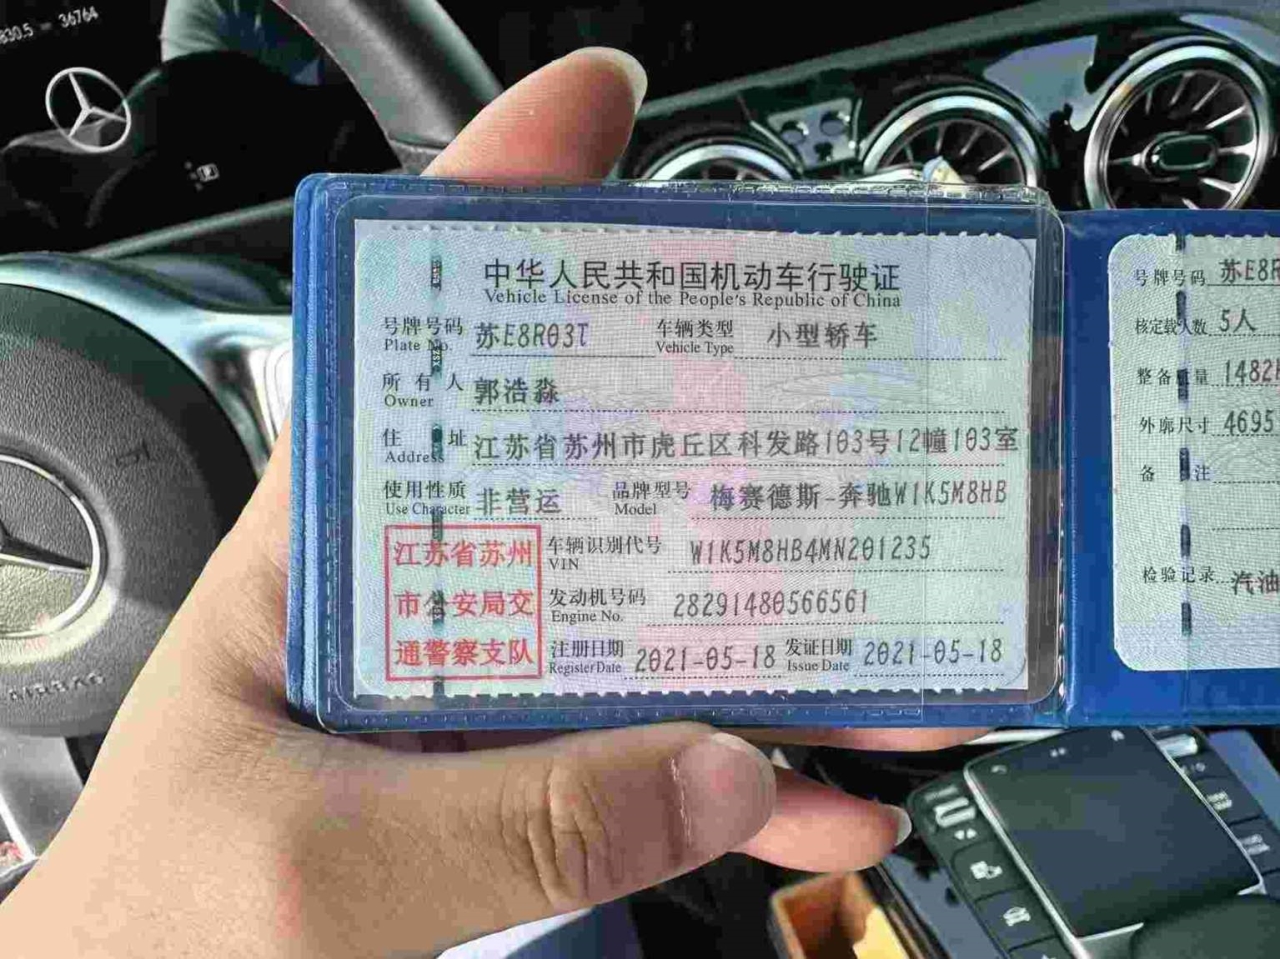 830.5 36764
中华人民共和国机动车行驶证
Vehicle License of the People's Republic of China
号牌号码 苏E8R03T 车辆类型 小型轿车
Plate No. Vehicle Type
所有人 郭浩淼
Owner
住址 江苏省苏州市虎丘区科发路103号12幢103室
Address
使用性质 非营运 品牌型号 梅赛德斯-奔驰W1K5M8HB
Use Character Model
江苏省苏州
市公安局交
通警察支队
车辆识别代号 W1K5M8HB4MN201235
VIN
发动机号码 28291480566561
Engine No.
注册日期 2021-05-18 发证日期 2021-05-18
Register Date Issue Date
号牌号码 苏E8R
核定载人数 5人
整备质量 1482
外廓尺寸 4695
备注
检验记录 汽油
AIRBAG